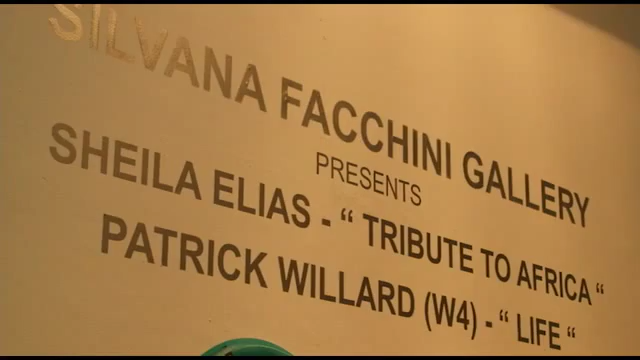 SILVANA FACCHINI GALLERY
PRESENTS
SHEILA ELIAS - “ TRIBUTE TO AFRICA “
PATRICK WILLARD (W4) - “ LIFE “